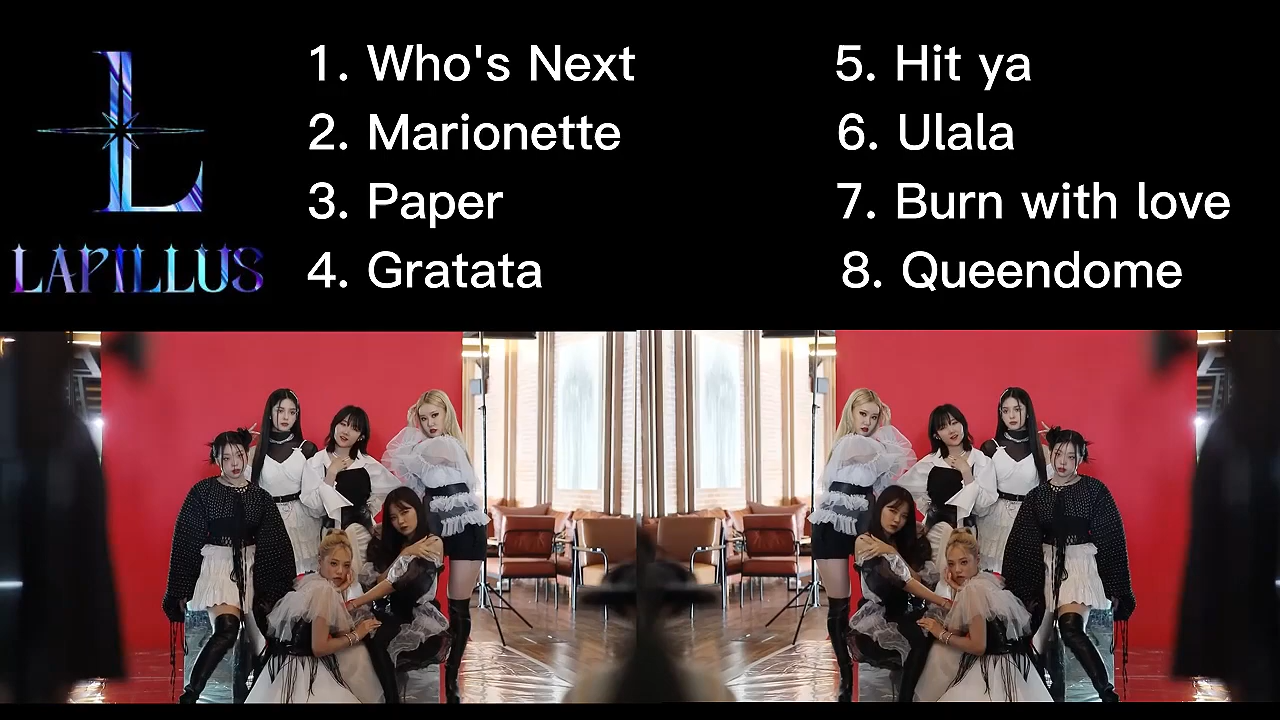 LAPILLUS
1. Who's Next
2. Marionette
3. Paper
4. Gratata
5. Hit ya
6. Ulala
7. Burn with love
8. Queendome